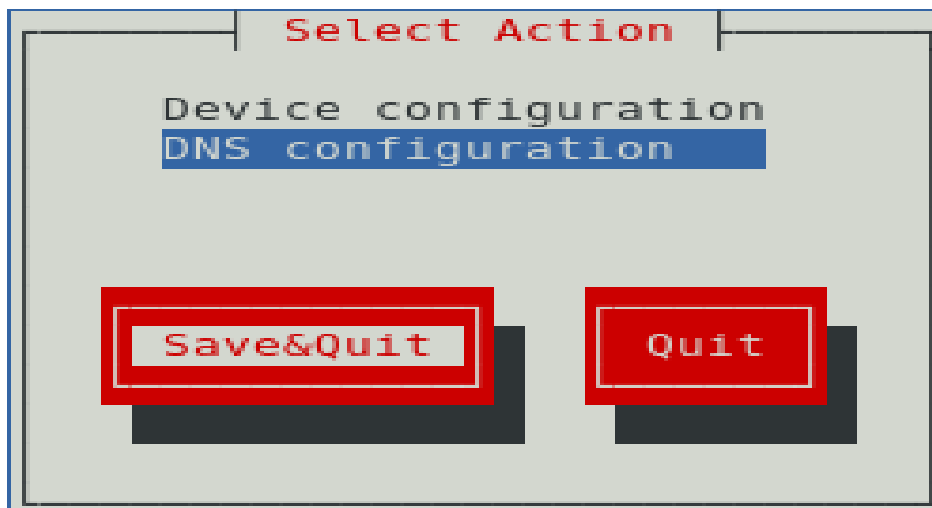 Select Action
Device configuration
DNS configuration
Save&Quit Quit